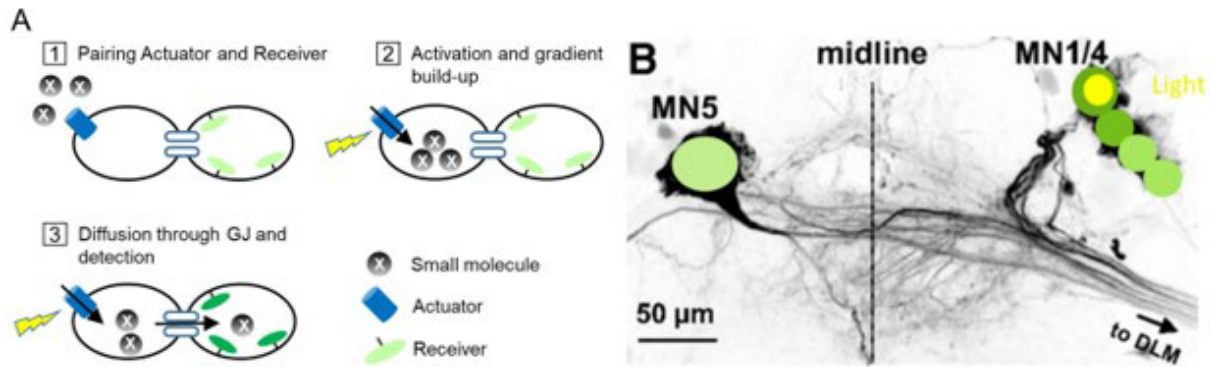 A
1 Pairing Actuator and Receiver
X X
X
2 Activation and gradient
build-up
X
X X
3 Diffusion through GJ and
detection
X X
X
X Small molecule
Actuator
Receiver
B
midline
MN1/4
Light
MN5
50 µm
to DLM